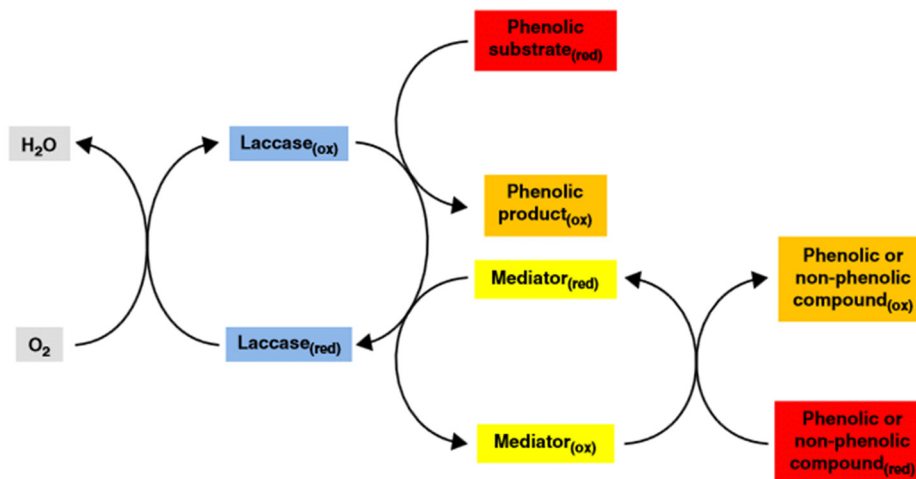 Phenolic
substrate(red)
H₂O
Laccase(ox)
Phenolic
product(ox)
Phenolic or
non-phenolic
compound(ox)
Mediator(red)
O₂
Laccase(red)
Mediator(ox)
Phenolic or
non-phenolic
compound(red)